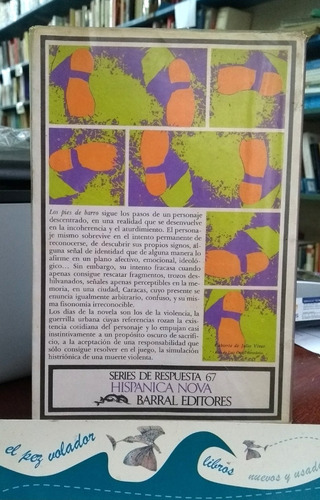 Los pies de barro sigue los pasos de un personaje
descentrado, en una realidad que se desenvuelve
en la incoherencia y el aturdimiento. El persona-
je mismo sobrevive en el intento permanente de
reconocerse, de descubrir sus propios signos, al-
guna señal de identidad que de alguna manera lo
afirme en un plano afectivo, emocional, ideoló-
gico... Sin embargo, su intento fracasa cuando
apenas consigue rescatar fragmentos, trozos des-
hilvanados, señales apenas perceptibles en la me-
moria, en una ciudad, Caracas, cuyo presente se
enuncia igualmente arbitrario, confuso, y su mis-
ma fisonomía irreconocible.
Los días de la novela son los de la violencia, la
guerrilla urbana cuyas referencias rozan la exis-
tencia cotidiana del personaje y lo empujan casi
instintivamente a un propósito oscuro de sacrifi-
cio, a la aceptación de una responsabilidad que
sólo consigue resolver en el juego, la simulación
histriónica de una muerte violenta.
Cubierta de Julio Vivas
SERIES DE RESPUESTA 67
HISPANICA NOVA
BARRAL EDITORES
el pez volador
libros
nuevos y usados